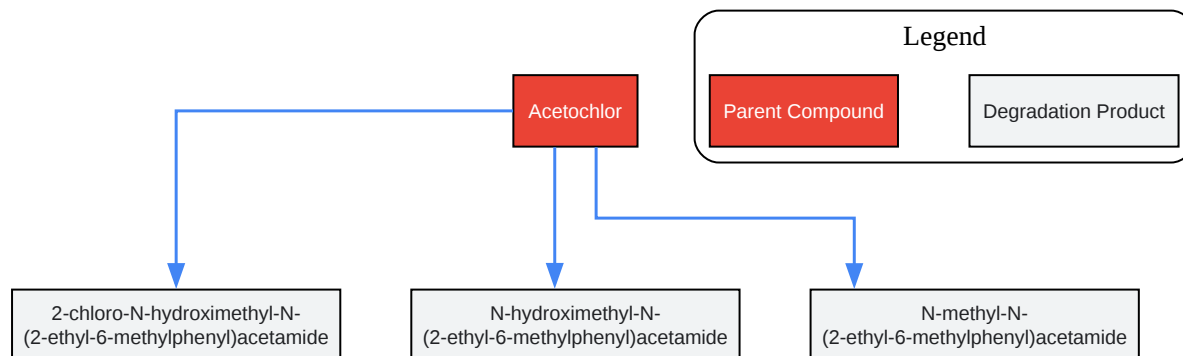 Legend
Acetochlor
Parent Compound
Degradation Product
2-chloro-N-hydroximethyl-N-
(2-ethyl-6-methylphenyl)acetamide
N-hydroximethyl-N-
(2-ethyl-6-methylphenyl)acetamide
N-methyl-N-
(2-ethyl-6-methylphenyl)acetamide